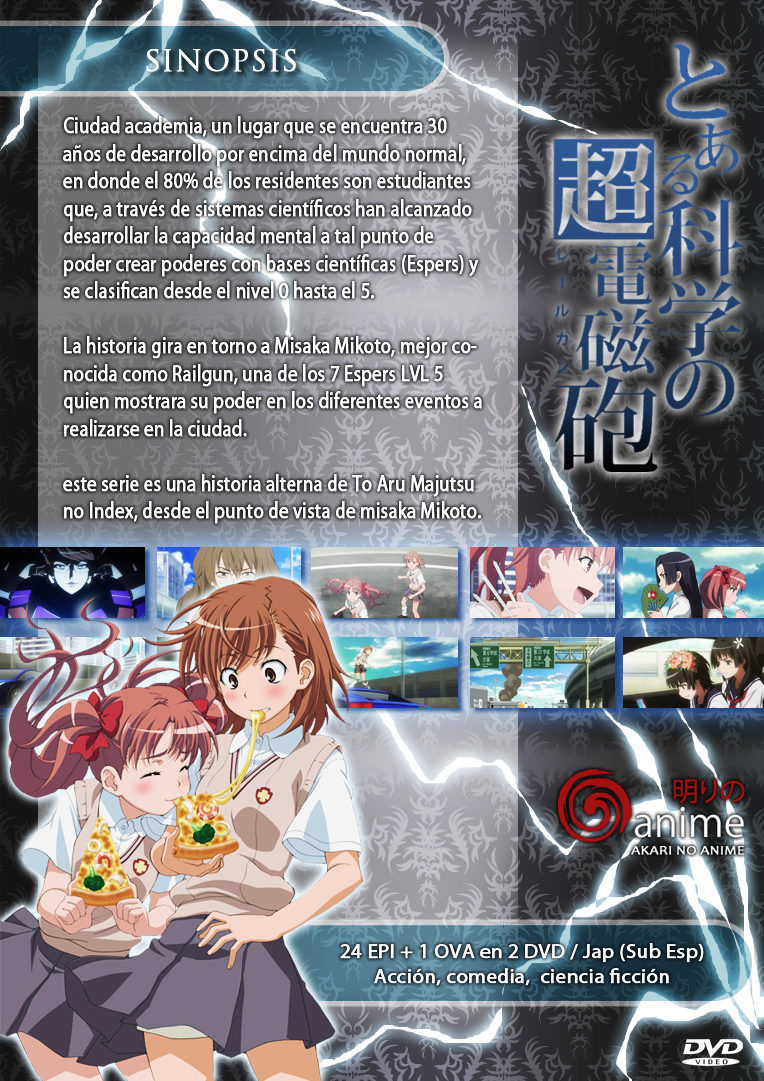 SINOPSIS
Ciudad academia, un lugar que se encuentra 30
años de desarrollo por encima del mundo normal,
en donde el 80% de los residentes son estudiantes
que, a través de sistemas científicos han alcanzado
desarrollar la capacidad mental a tal punto de
poder crear poderes con bases científicas (Espers) y
se clasifican desde el nivel 0 hasta el 5.
La historia gira en torno a Misaka Mikoto, mejor co-
nocida como Railgun, una de los 7 Espers LVL 5
quien mostrara su poder en los diferentes eventos a
realizarse en la ciudad.
este serie es una historia alterna de To Aru Majutsu
no Index, desde el punto de vista de misaka Mikoto.
とある科学の
超電磁砲
レールガン
明りの
anime
AKARI NO ANIME
24 EPI + 1 OVA en 2 DVD / Jap (Sub Esp)
Acción, comedia, ciencia ficción
DVD
VIDEO